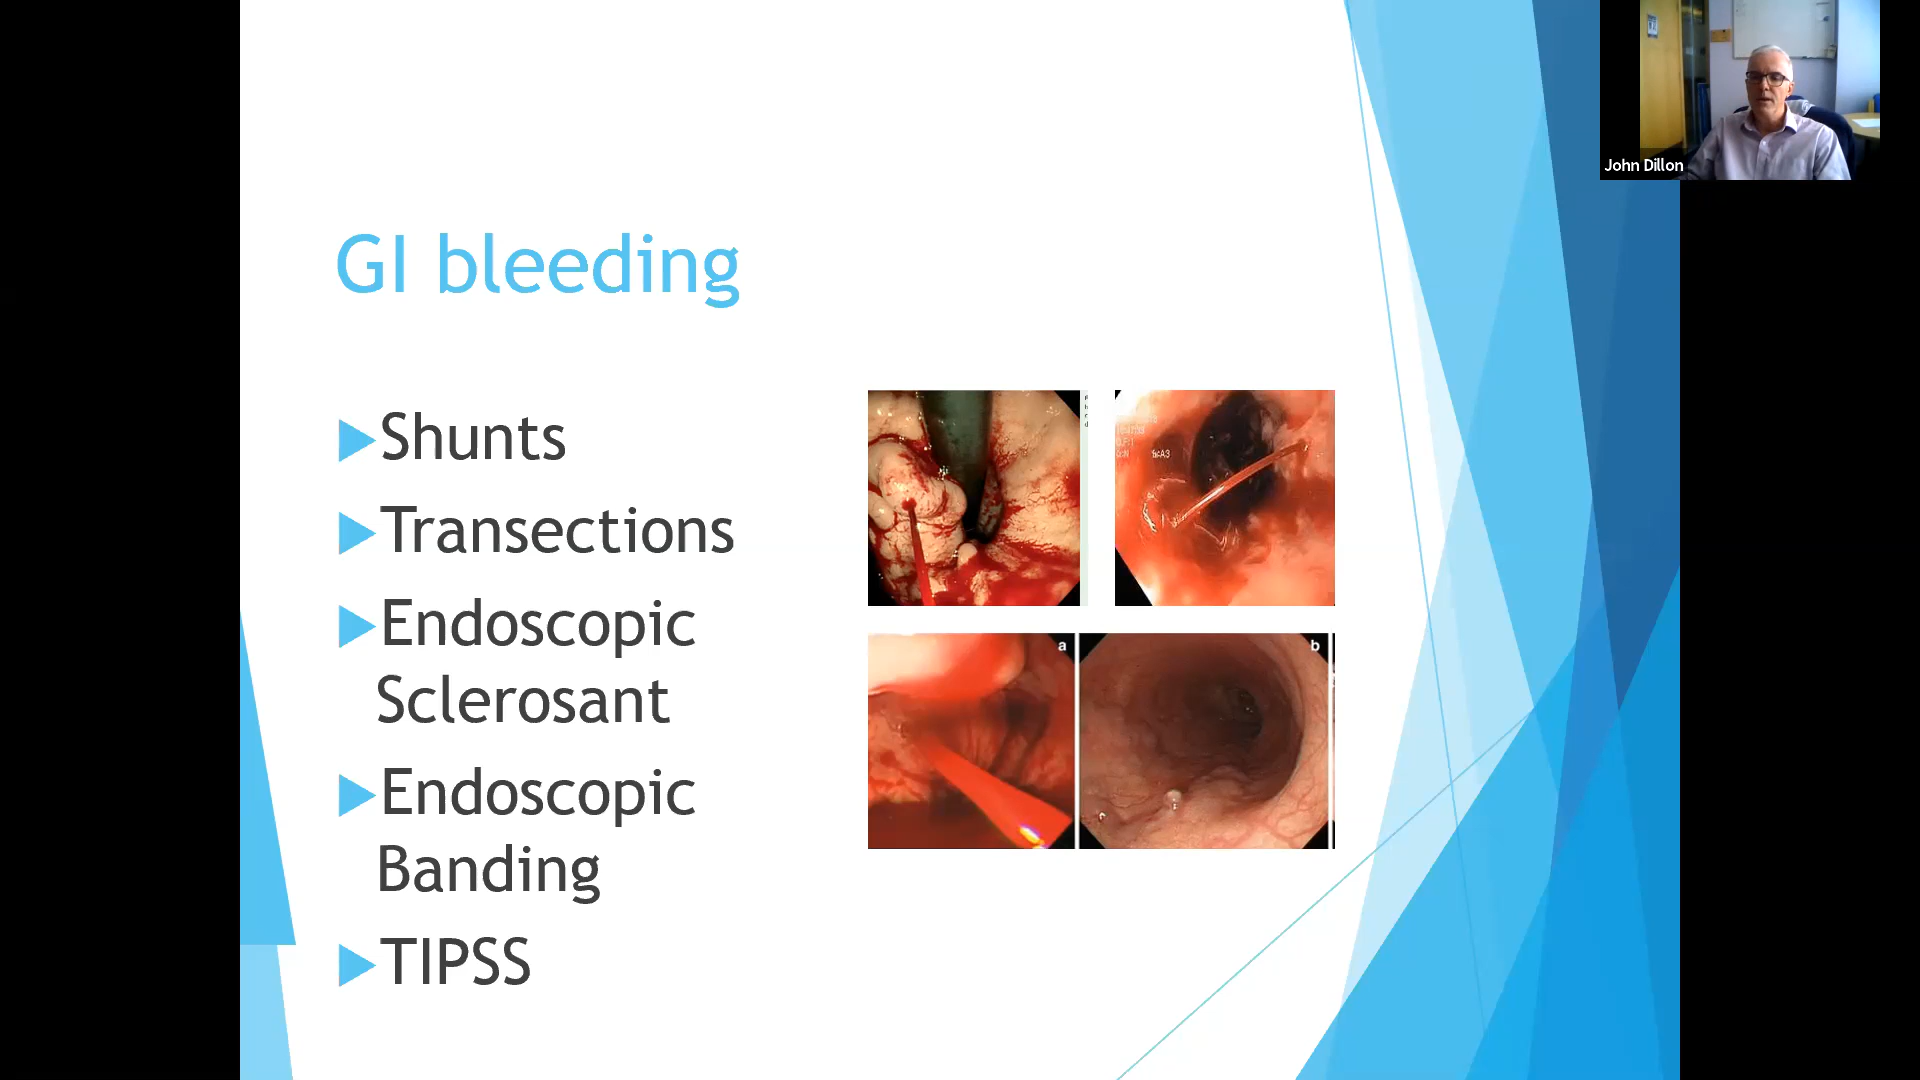 GI bleeding
Shunts
Transections
Endoscopic
Sclerosant
Endoscopic
Banding
TIPSS
a
b
John Dillon